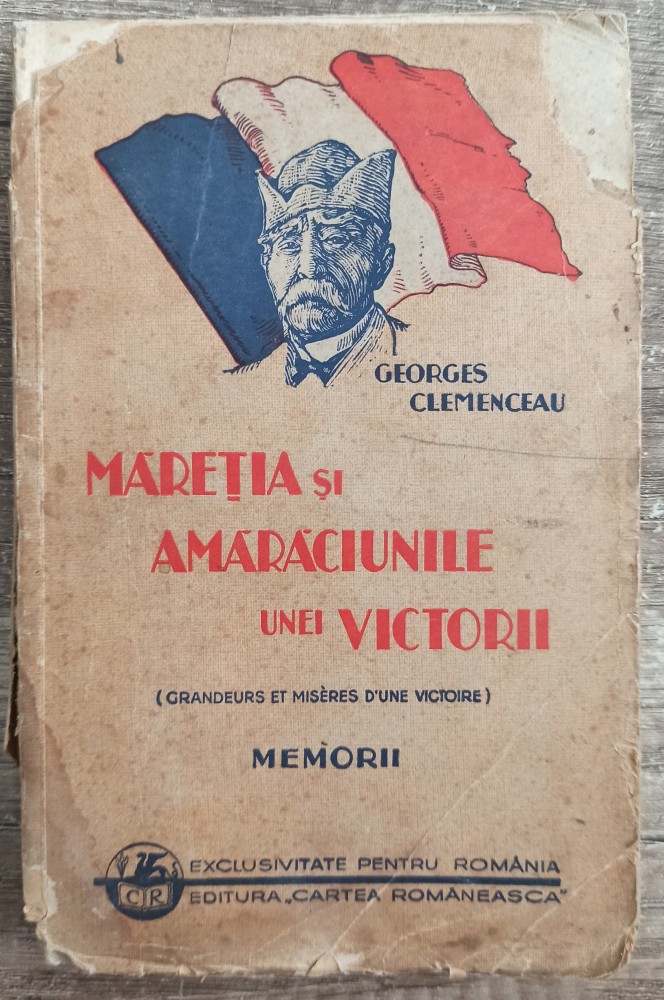 GEORGES
CLEMENCEAU
MĂREȚIA ȘI
AMĂRĂCIUNILE
UNEI VICTORII
(GRANDEURS ET MISÈRES D'UNE VICTOIRE)
MEMORII
CR
EXCLUSIVITATE PENTRU ROMÂNIA
EDITURA „CARTEA ROMÂNEASCA"